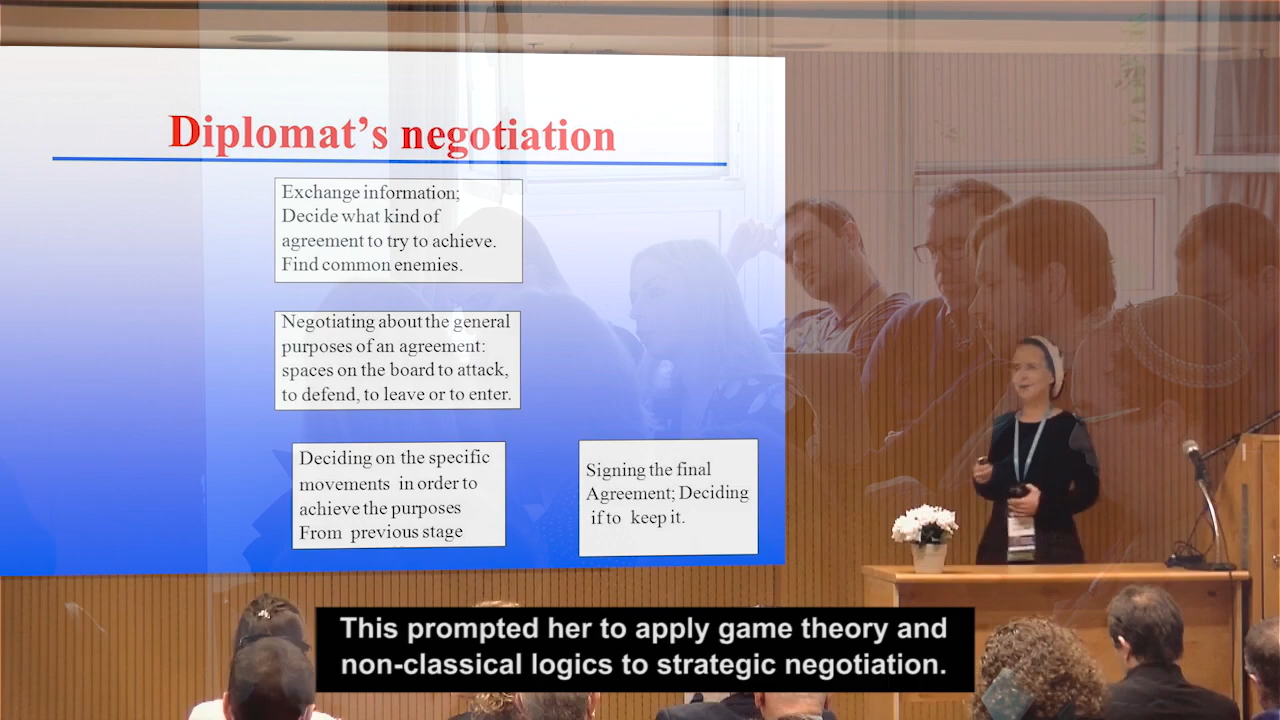 Diplomat's negotiation
Exchange information;
Decide what kind of
agreement to try to achieve.
Find common enemies.
Negotiating about the general
purposes of an agreement:
spaces on the board to attack,
to defend, to leave or to enter.
Deciding on the specific
movements in order to
achieve the purposes
From previous stage
Signing the final
Agreement; Deciding
if to keep it.
This prompted her to apply game theory and
non-classical logics to strategic negotiation.